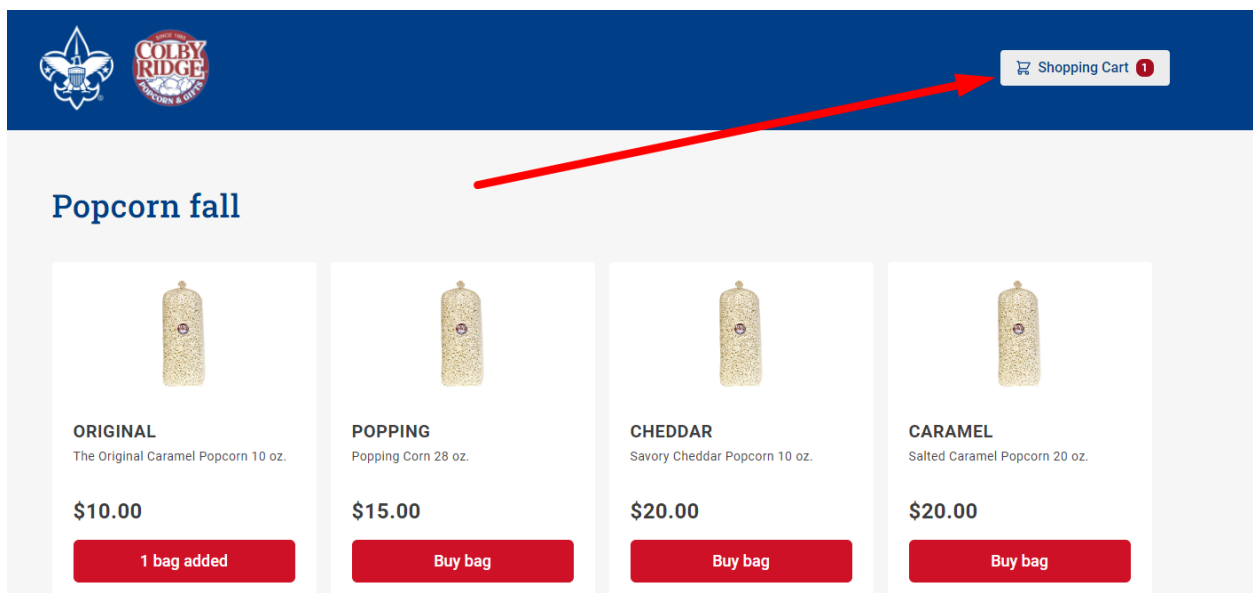 SINCE 1983
COLBY
RIDGE
POPCORN & GIFTS
Shopping Cart 1
Popcorn fall
ORIGINAL
The Original Caramel Popcorn 10 oz.
$10.00
1 bag added
POPPING
Popping Corn 28 oz.
$15.00
Buy bag
CHEDDAR
Savory Cheddar Popcorn 10 oz.
$20.00
Buy bag
CARAMEL
Salted Caramel Popcorn 20 oz.
$20.00
Buy bag